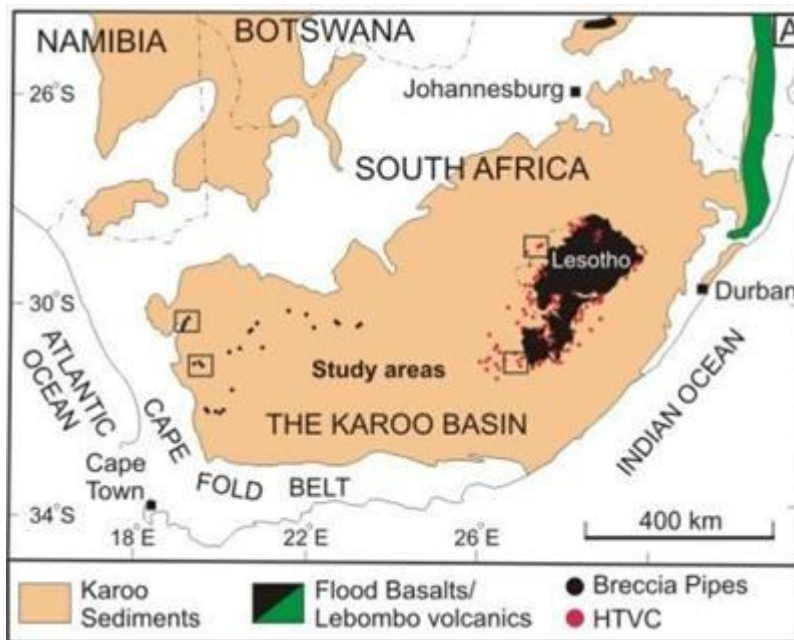 NAMIBIA
BOTSWANA
A
26°S
Johannesburg
SOUTH AFRICA
Lesotho
30°S
Durban
ATLANTIC
OCEAN
Study areas
CAPE
FOLD BELT
THE KAROO BASIN
INDIAN OCEAN
Cape
Town
34°S
18°E
22°E
26°E
400 km
Karoo
Sediments
Flood Basalts/
Lebombo volcanics
Breccia Pipes
HTVC